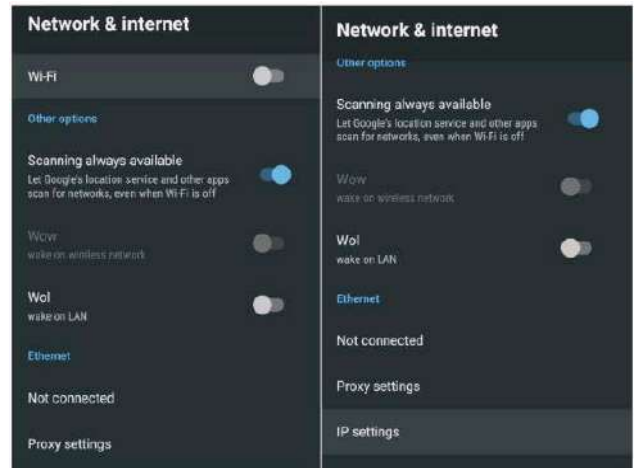 Network & internet
Wi-Fi
Other options
Scanning always available
Let Google's location service and other apps
scan for networks, even when Wi-Fi is off
Wow
wake on wireless network
Wol
wake on LAN
Ethernet
Not connected
Proxy settings
Network & internet
Other options
Scanning always available
Let Google's location service and other apps
scan for networks, even when Wi-Fi is off
Wow
wake on wireless network
Wol
wake on LAN
Ethernet
Not connected
Proxy settings
IP settings